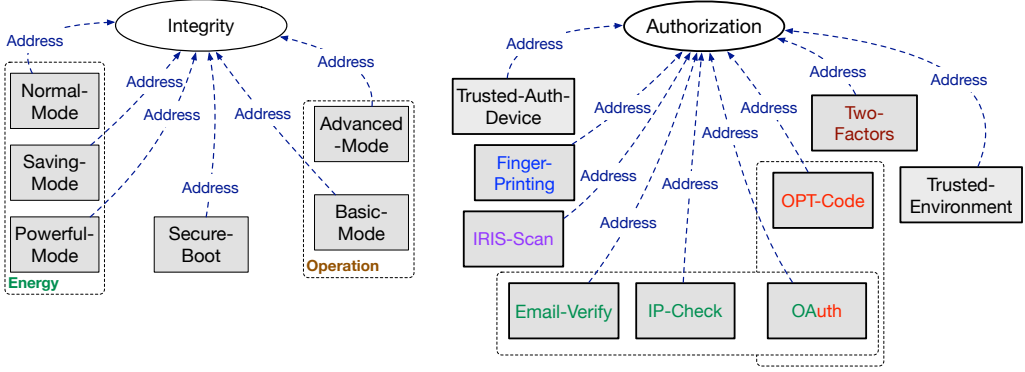 Integrity
Address
Address
Address
Address
Address
Address
Normal-
Mode
Saving-
Mode
Powerful-
Mode
Energy
Secure-
Boot
Advanced
-Mode
Basic-
Mode
Operation
Authorization
Address
Address
Address
Address
Address
Address
Address
Address
Address
Trusted-Auth-
Device
Finger-
Printing
IRIS-Scan
Email-Verify
IP-Check
OAuth
OPT-Code
Two-
Factors
Trusted-
Environment